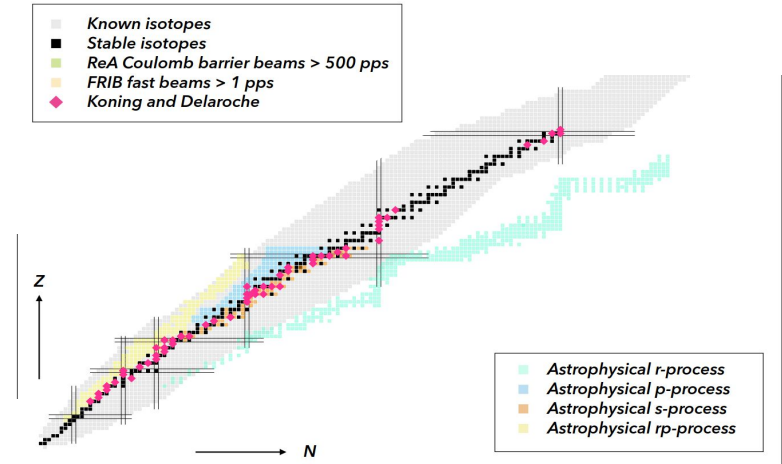 Known isotopes
Stable isotopes
ReA Coulomb barrier beams > 500 pps
FRIB fast beams > 1 pps
Koning and Delaroche
Z
N
Astrophysical r-process
Astrophysical p-process
Astrophysical s-process
Astrophysical rp-process